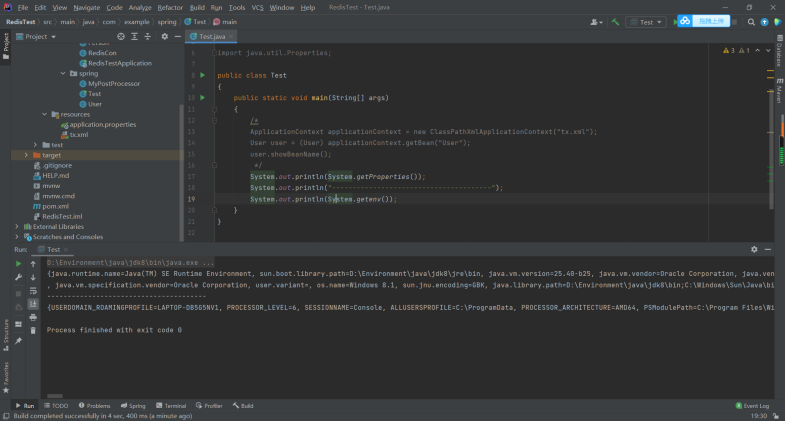 File Edit View Navigate Code Analyze Refactor Build Run Tools VCS Window Help RedisTest - Test.java
RedisTest src main java com example spring Test main
Test 拖拽上传
Project
Test.java
RedisCon
RedisTestApplication
spring
MyPostProcessor
Test
User
resources
application.properties
tx.xml
test
target
.gitignore
HELP.md
mvnw
mvnw.cmd
pom.xml
RedisTest.iml
External Libraries
Scratches and Consoles
6 import java.util.Properties;
7
8 public class Test
9 {
10 public static void main(String[] args)
11 {
12 /*
13 ApplicationContext applicationContext = new ClassPathXmlApplicationContext("tx.xml");
14 User user = (User) applicationContext.getBean("User");
15 user.showBeanName();
16 */
17 System.out.println(System.getProperties());
18 System.out.println("---------------------------------------");
19 System.out.println(System.getenv());
20 }
21 }
22
3 1
Project
Database
Maven
Structure
Favorites
Run: Test
D:\Environment\java\jdk8\bin\java.exe ...
{java.runtime.name=Java(TM) SE Runtime Environment, sun.boot.library.path=D:\Environment\java\jdk8\jre\bin, java.vm.version=25.40-b25, java.vm.vendor=Oracle Corporation, java.ven
, java.vm.specification.vendor=Oracle Corporation, user.variant=, os.name=Windows 8.1, sun.jnu.encoding=GBK, java.library.path=D:\Environment\java\jdk8\bin;C:\Windows\Sun\Java\bi
---------------------------------------
{USERDOMAIN_ROAMINGPROFILE=LAPTOP-DB5G5NV1, PROCESSOR_LEVEL=6, SESSIONNAME=Console, ALLUSERSPROFILE=C:\ProgramData, PROCESSOR_ARCHITECTURE=AMD64, PSModulePath=C:\Program Files\Wi
Process finished with exit code 0
Run TODO Problems Spring Terminal Profiler Build Event Log
Build completed successfully in 4 sec, 400 ms (a minute ago) 19:30